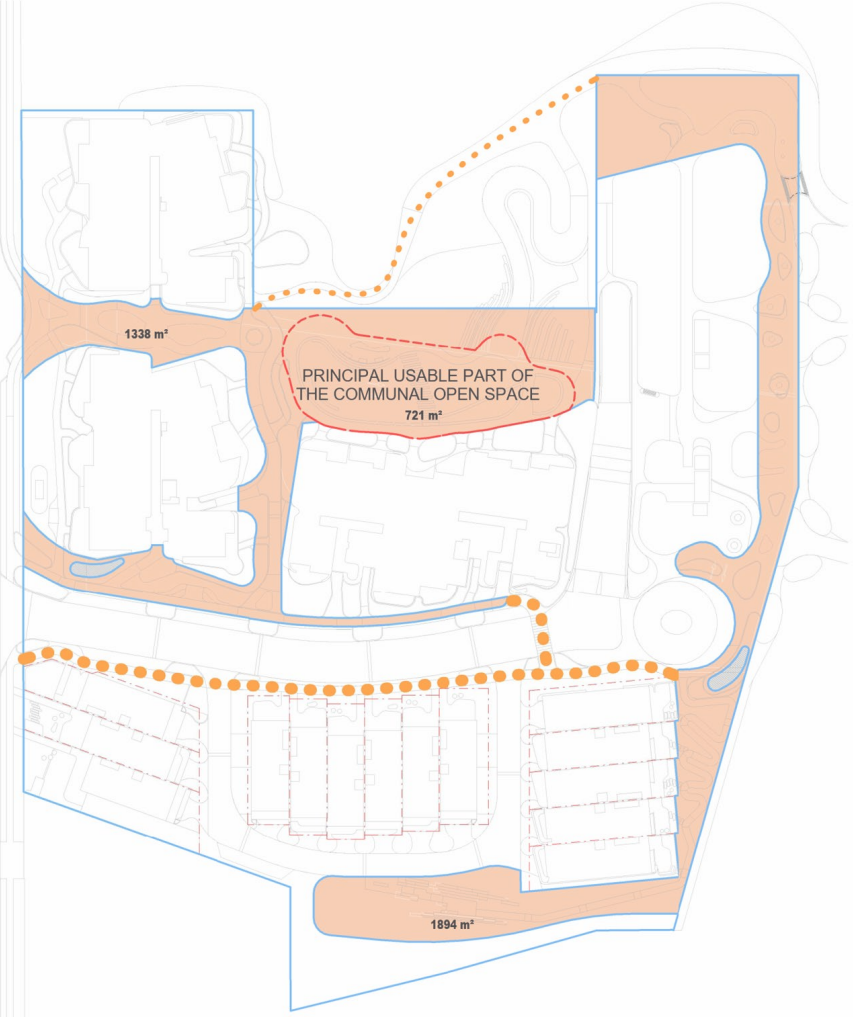 1338 m²
PRINCIPAL USABLE PART OF
THE COMMUNAL OPEN SPACE
721 m²
1894 m²